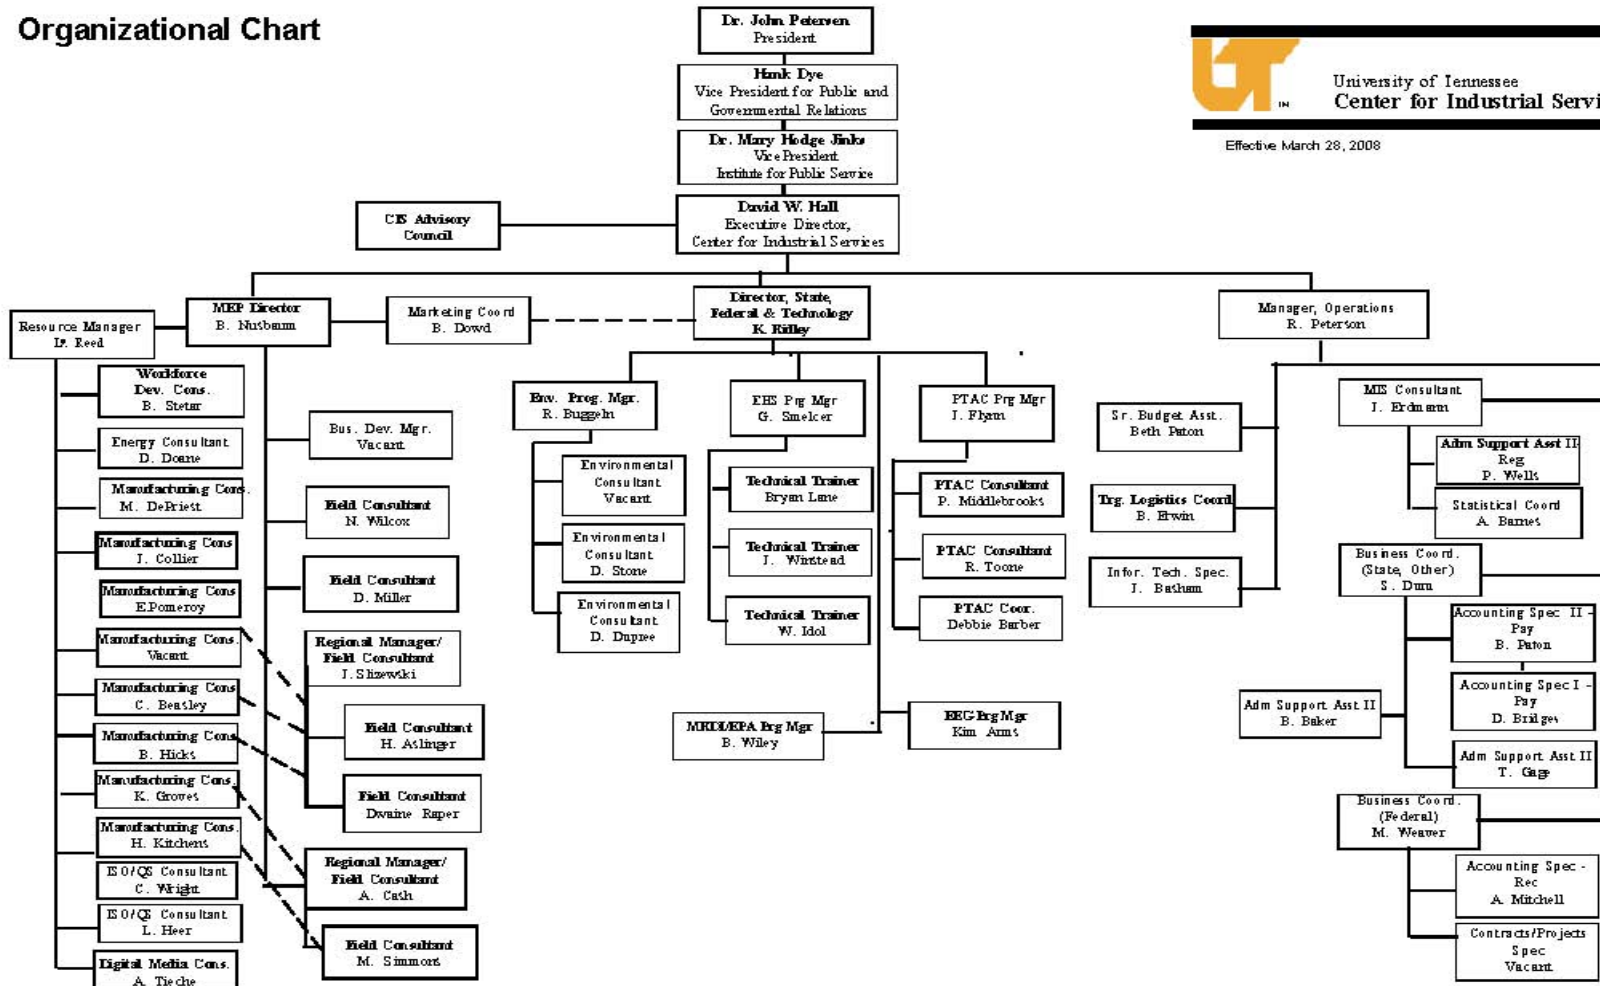 Organizational Chart
Dr. John Petersen
President
Hank Dye
Vice President for Public and
Governmental Relations
Dr. Mary Hodge Jinks
Vice President
Institute for Public Service
David W. Hall
Executive Director,
Center for Industrial Services
CIS Advisory
Council
University of Tennessee
Center for Industrial Servi
Effective March 28, 2008
MEP Director
B. Nusbaum
Marketing Coord
B. Dowd
Director, State,
Federal & Technology
K. Ridley
Manager, Operations
R. Peterson
Resource Manager
Reed
Workforce
Dev. Cons.
B. Stetar
Energy Consultant
D. Doane
Manufacturing Cons.
M. DePriest
Manufacturing Cons
J. Collier
Manufacturing Cons
E.Pomeroy
Manufacturing Cons.
Vacant
Manufacturing Cons
C. Beasley
Manufacturing Cons
B. Hicks
Manufacturing Cons.
K. Groves
Manufacturing Cons.
H. Kitchens
ISO/QS Consultant
C. Wright
ISO/QS Consultant
L. Heer
Digital Media Cons.
A. Tieche
Bus. Dev. Mgr.
Vacant
Field Consultant
N. Wilcox
Field Consultant
D. Miller
Regional Manager/
Field Consultant
J. Slizewski
Field Consultant
H. Aslinger
Field Consultant
Dwaine Raper
Regional Manager/
Field Consultant
A. Cash
Field Consultant
M. Simmons
Env. Prog. Mgr.
R. Buggeln
Environmental
Consultant
Vacant
Environmental
Consultant
D. Stone
Environmental
Consultant
D. Dupree
EHS Prg Mgr
G. Smelcer
Technical Trainer
Bryan Lane
Technical Trainer
J. Winstead
Technical Trainer
W. Idol
PTAC Prg Mgr
J. Flynn
PTAC Consultant
P. Middlebrooks
PTAC Consultant
R. Toone
PTAC Coor.
Debbie Barber
Prg Mgr
B. Wiley
EEG Prg Mgr
Kim Arms
Sr. Budget Asst.
Beth Paton
Trg. Logistics Coord
B. Erwin
Infor. Tech. Spec.
J. Basham
MIS Consultant
J. Erdmann
Adm Support Asst II
Reg
P. Wells
Statistical Coord
A. Barnes
Business Coord.
(State, Other)
S. Dunn
Accounting Spec II -
Pay
B. Paton
Accounting Spec I -
Pay
D. Bridges
Adm Support Asst II
B. Baker
Adm Support Asst II
T. Gage
Business Coord.
(Federal)
M. Weaver
Accounting Spec -
Rec
A. Mitchell
Contracts/Projects
Spec
Vacant